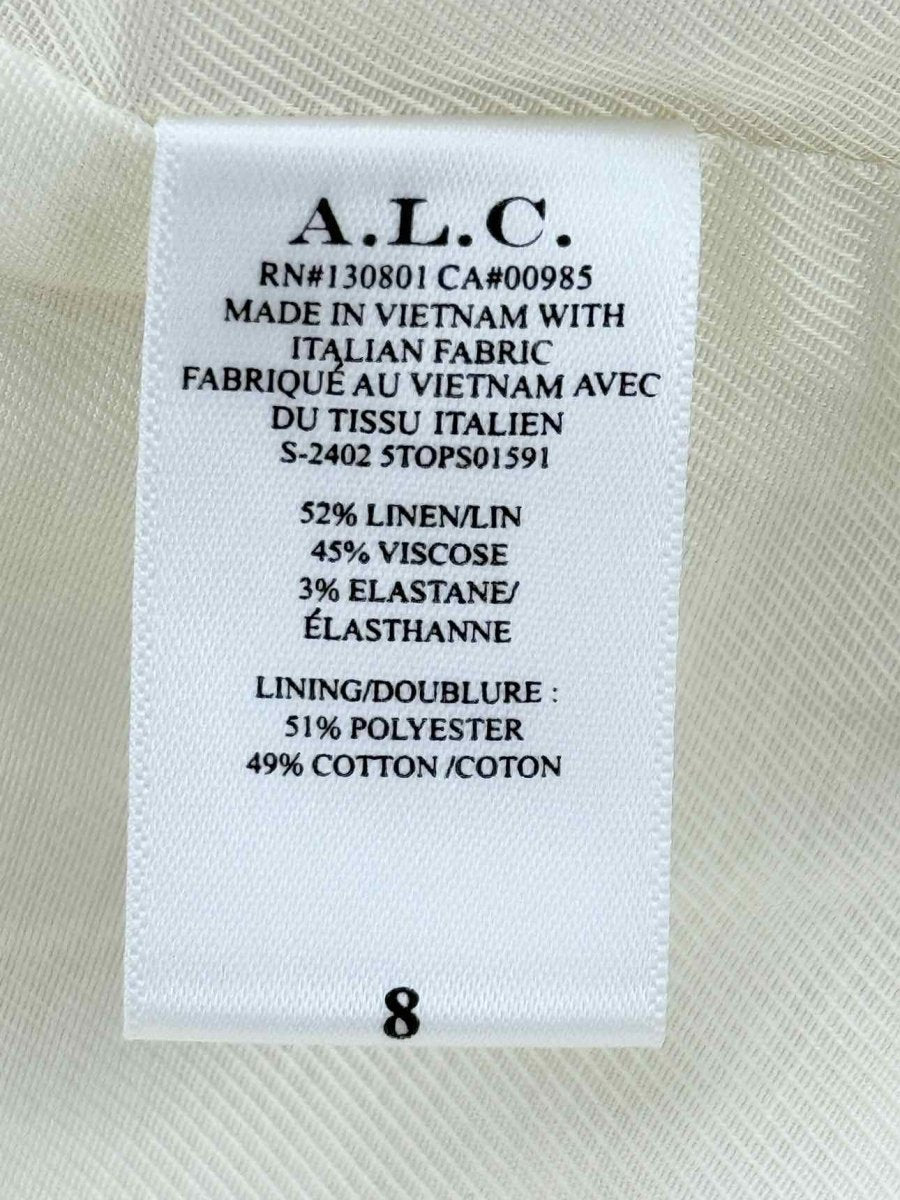 A.L.C.
RN#130801 CA#00985
MADE IN VIETNAM WITH
ITALIAN FABRIC
FABRIQUÉ AU VIETNAM AVEC
DU TISSU ITALIEN
S-2402 5TOPS01591
52% LINEN/LIN
45% VISCOSE
3% ELASTANE/
ÉLASTHANNE
LINING/DOUBLURE :
51% POLYESTER
49% COTTON /COTON
8